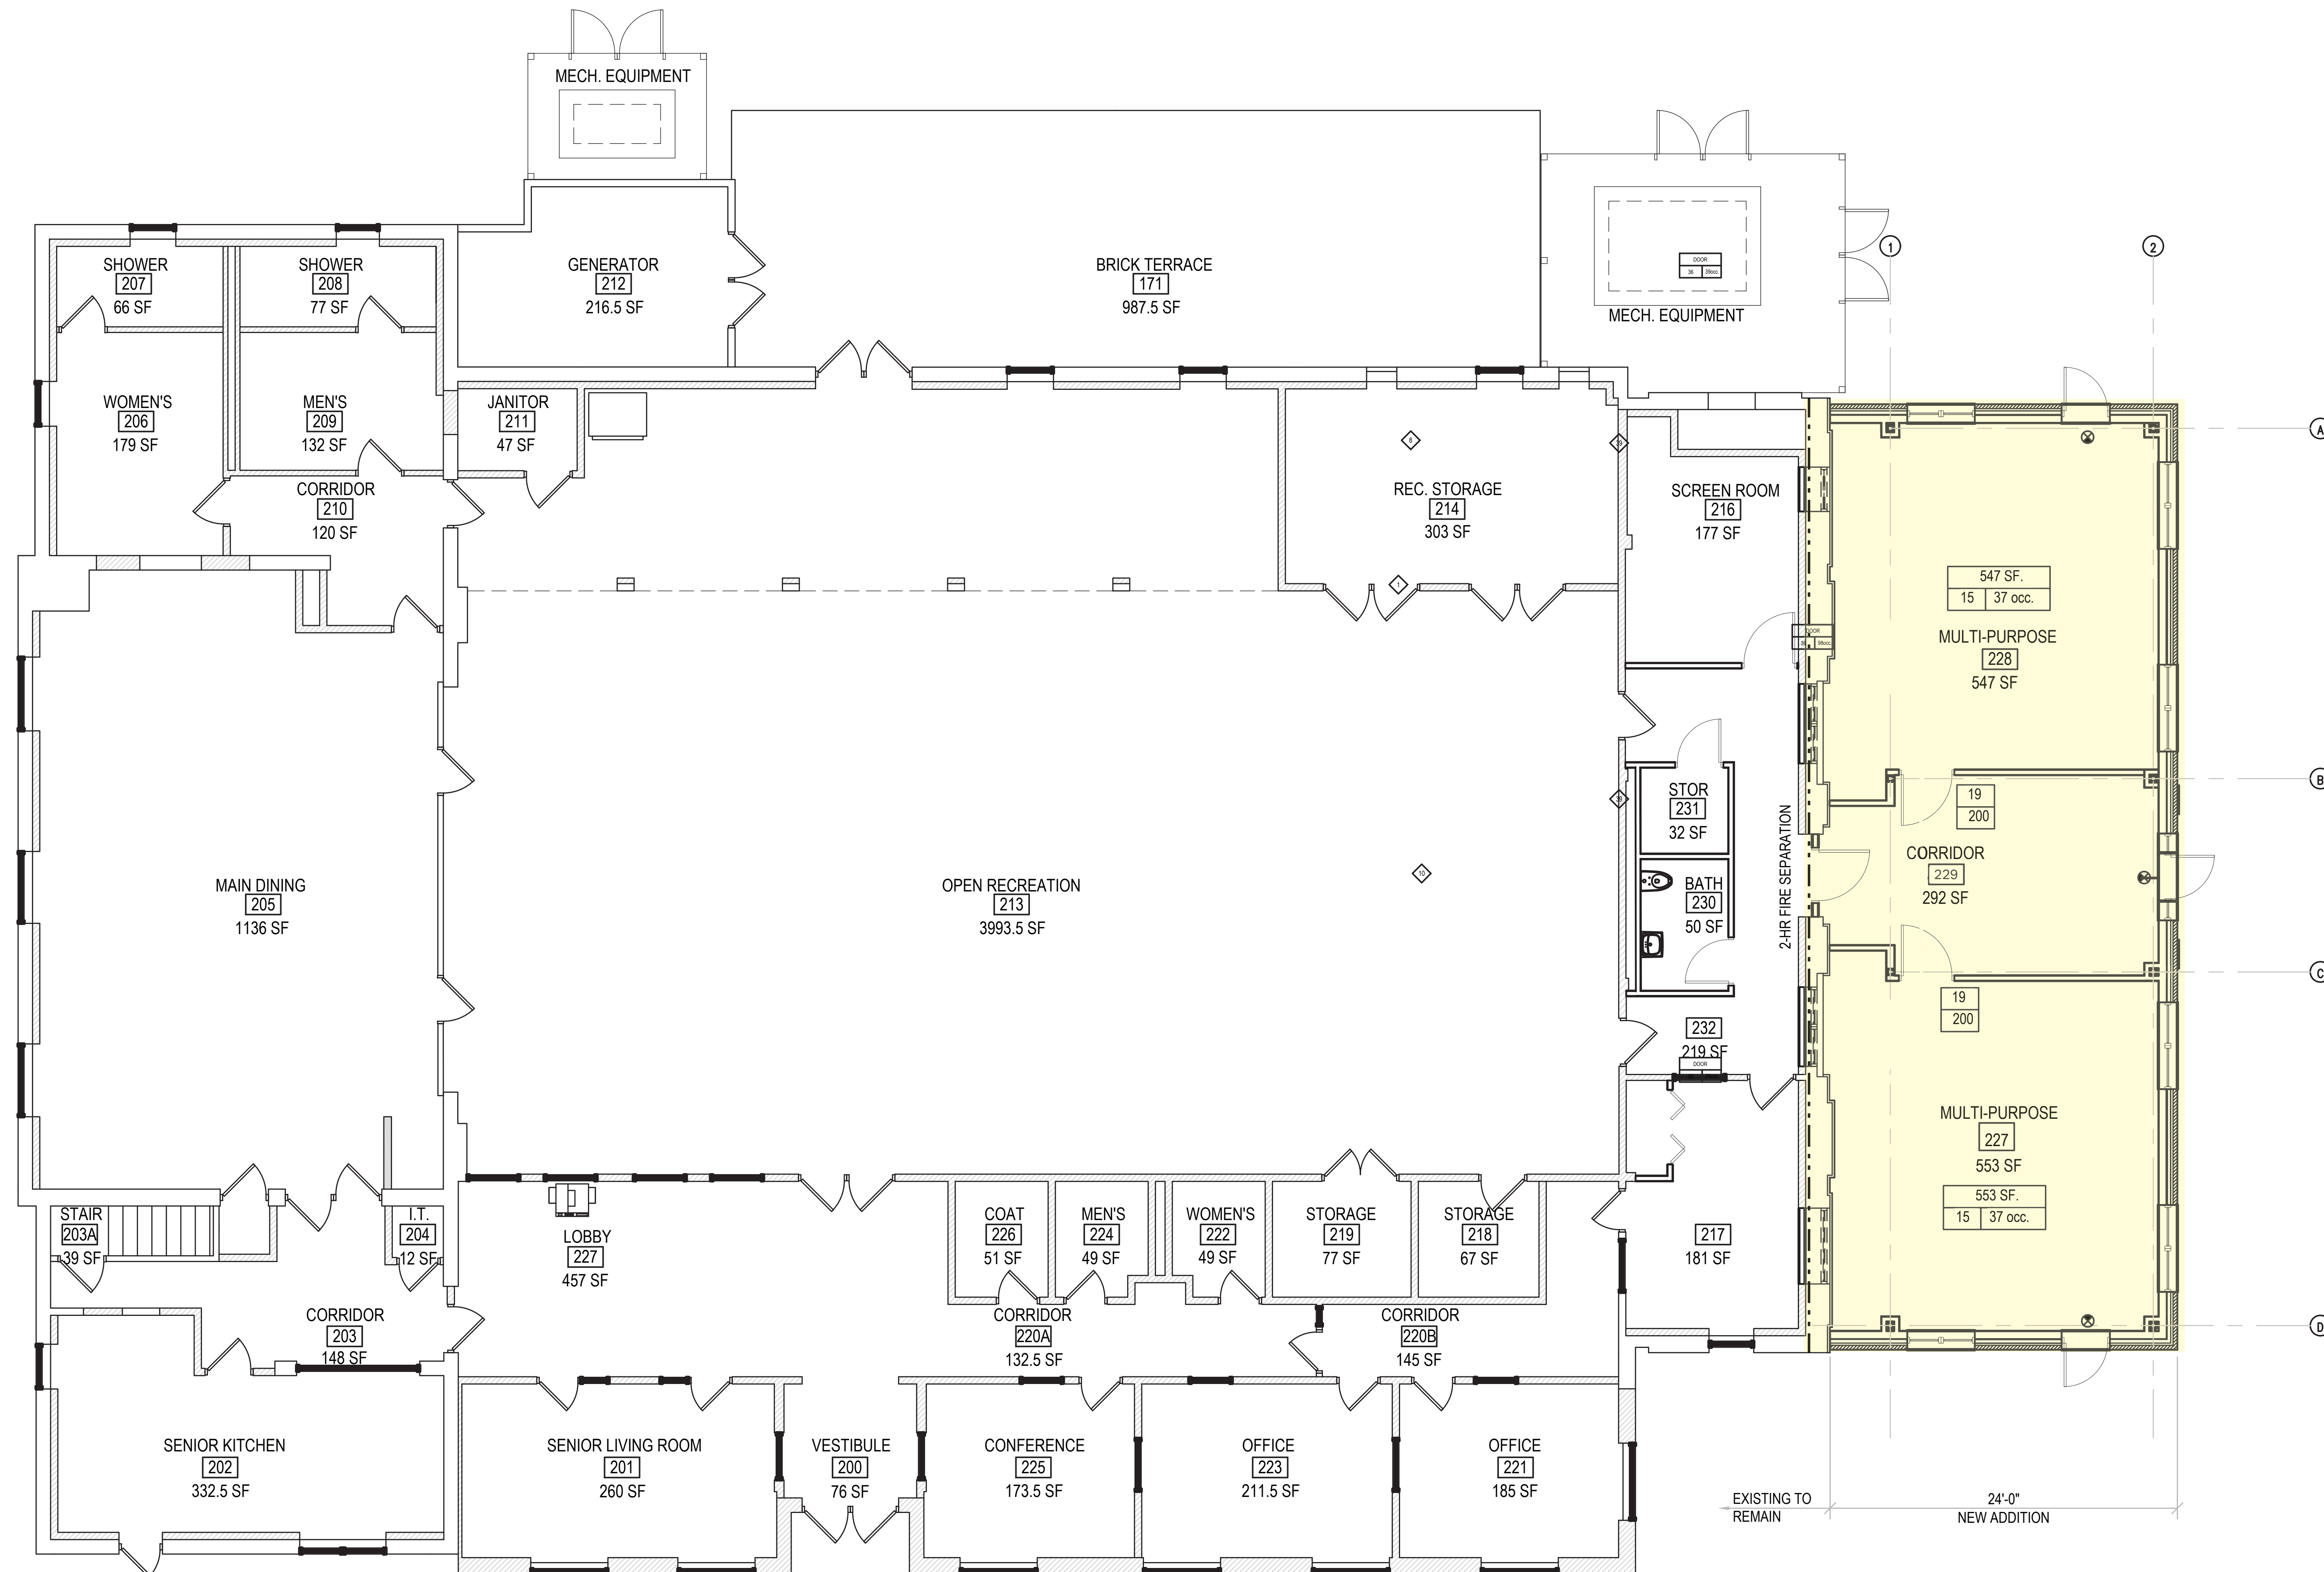 MECH. EQUIPMENT
SHOWER
207
66 SF
SHOWER
208
77 SF
GENERATOR
212
216.5 SF
BRICK TERRACE
171
987.5 SF
DOOR
36
39occ.
MECH. EQUIPMENT
1
2
A
WOMEN'S
206
179 SF
MEN'S
209
132 SF
JANITOR
211
47 SF
CORRIDOR
210
120 SF
8
REC. STORAGE
214
303 SF
1
SCREEN ROOM
216
177 SF
547 SF.
15
37 occ.
MULTI-PURPOSE
228
547 SF
DOOR
B
STOR
231
32 SF
19
200
2-HR FIRE SEPARATION
MAIN DINING
205
1136 SF
OPEN RECREATION
213
3993.5 SF
10
BATH
230
50 SF
CORRIDOR
229
292 SF
C
19
200
232
219 SF
DOOR
MULTI-PURPOSE
227
553 SF
553 SF.
15
37 occ.
STAIR
203A
39 SF
I.T.
204
12 SF
LOBBY
227
457 SF
COAT
226
51 SF
MEN'S
224
49 SF
WOMEN'S
222
49 SF
STORAGE
219
77 SF
STORAGE
218
67 SF
217
181 SF
CORRIDOR
203
148 SF
CORRIDOR
220A
132.5 SF
CORRIDOR
220B
145 SF
D
SENIOR KITCHEN
202
332.5 SF
SENIOR LIVING ROOM
201
260 SF
VESTIBULE
200
76 SF
CONFERENCE
225
173.5 SF
OFFICE
223
211.5 SF
OFFICE
221
185 SF
EXISTING TO
REMAIN
24'-0"
NEW ADDITION